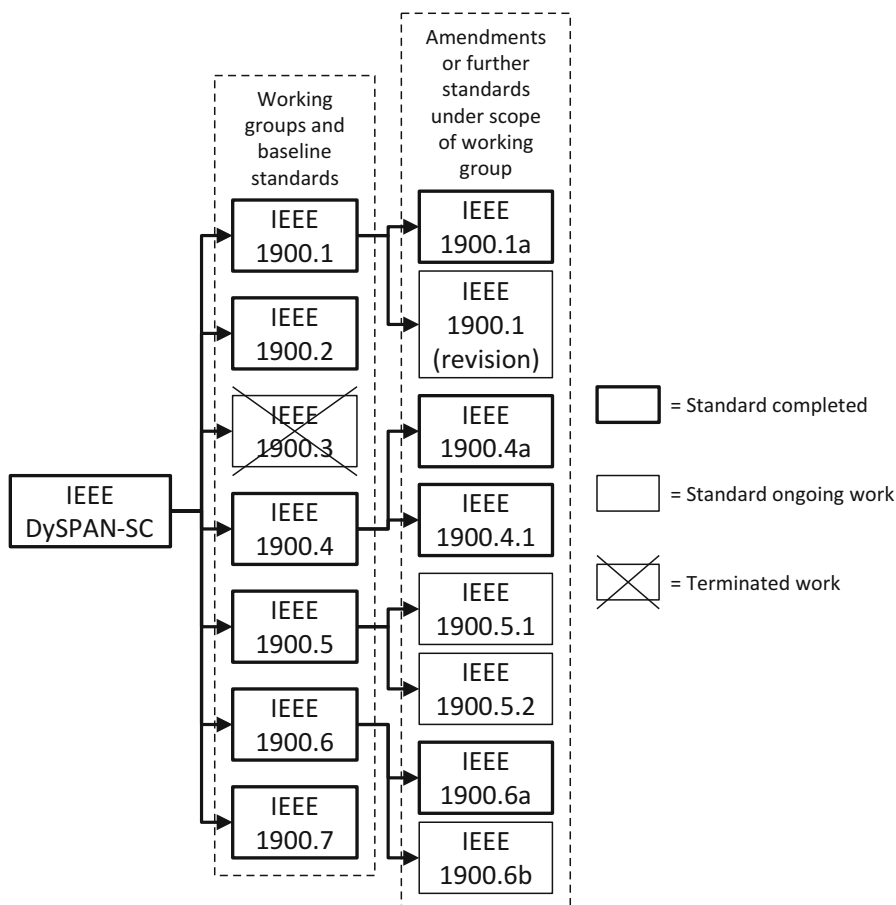 Working
groups and
baseline
standards
Amendments
or further
standards
under scope
of working
group
IEEE
DySPAN-SC
IEEE
1900.1
IEEE
1900.2
IEEE
1900.3
IEEE
1900.4
IEEE
1900.5
IEEE
1900.6
IEEE
1900.7
IEEE
1900.1a
IEEE
1900.1
(revision)
IEEE
1900.4a
IEEE
1900.4.1
IEEE
1900.5.1
IEEE
1900.5.2
IEEE
1900.6a
IEEE
1900.6b
= Standard completed
= Standard ongoing work
= Terminated work